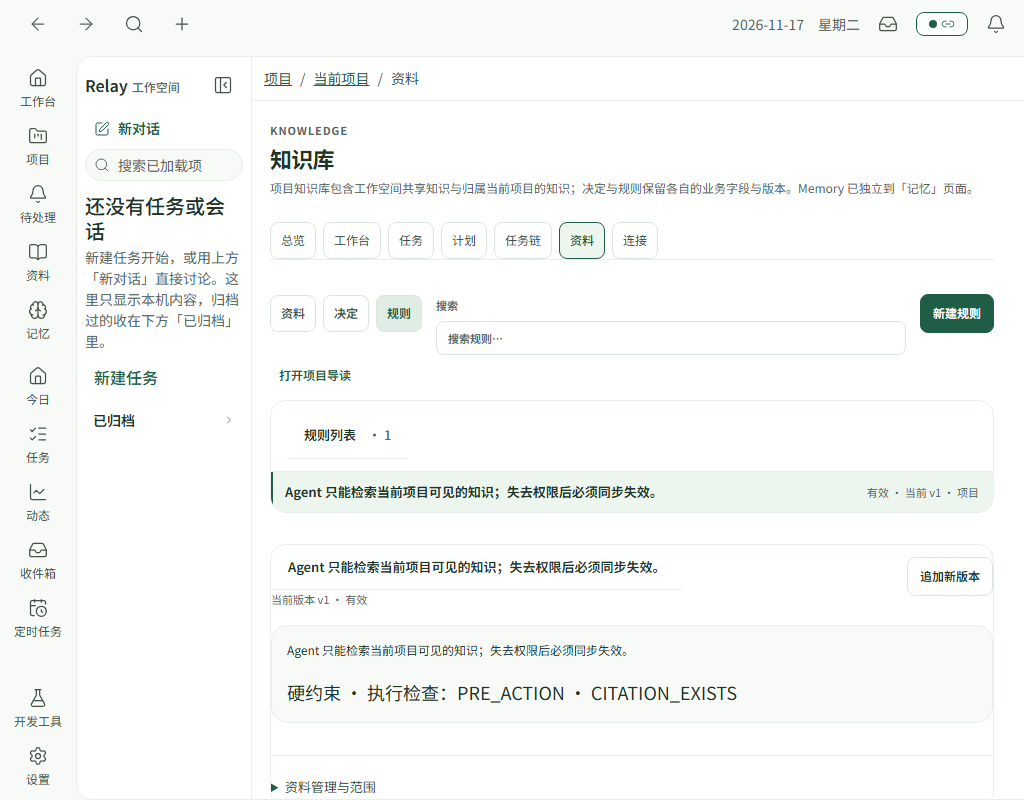 2026-11-17 星期二
工作台
项目
待处理
资料
记忆
今日
任务
动态
收件箱
定时任务
开发工具
设置
Relay 工作空间
新对话
搜索已加载项
还没有任务或会
话
新建任务开始，或用上方
「新对话」直接讨论。这
里只显示本机内容，归档
过的收在下方「已归档」
里。
新建任务
已归档
项目 / 当前项目 / 资料
KNOWLEDGE
知识库
项目知识库包含工作空间共享知识与归属当前项目的知识；决定与规则保留各自的业务字段与版本。Memory 已独立到「记忆」页面。
总览 工作台 任务 计划 任务链 资料 连接
资料 决定 规则
搜索
搜索规则…
新建规则
打开项目导读
规则列表 · 1
Agent 只能检索当前项目可见的知识；失去权限后必须同步失效。 有效 · 当前 v1 · 项目
Agent 只能检索当前项目可见的知识；失去权限后必须同步失效。
追加新版本
当前版本 v1 · 有效
Agent 只能检索当前项目可见的知识；失去权限后必须同步失效。
硬约束 · 执行检查：PRE_ACTION · CITATION_EXISTS
资料管理与范围